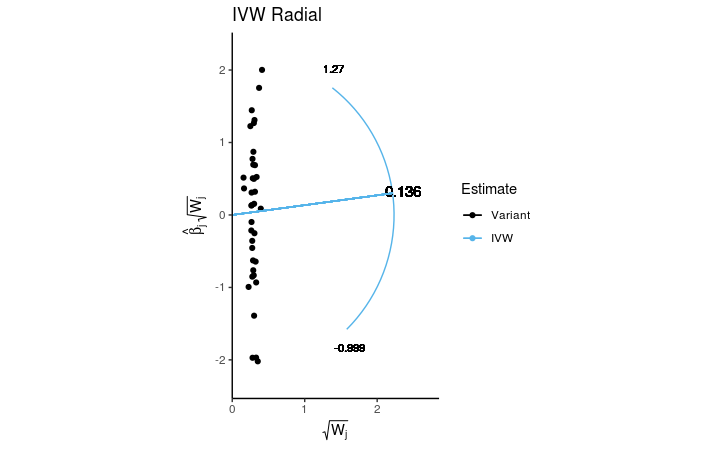 IVW Radial
2
1
0
-1
-2
β̂ⱼ√Wⱼ
1.27
0.136
-0.999
0
1
2
√Wⱼ
Estimate
Variant
IVW